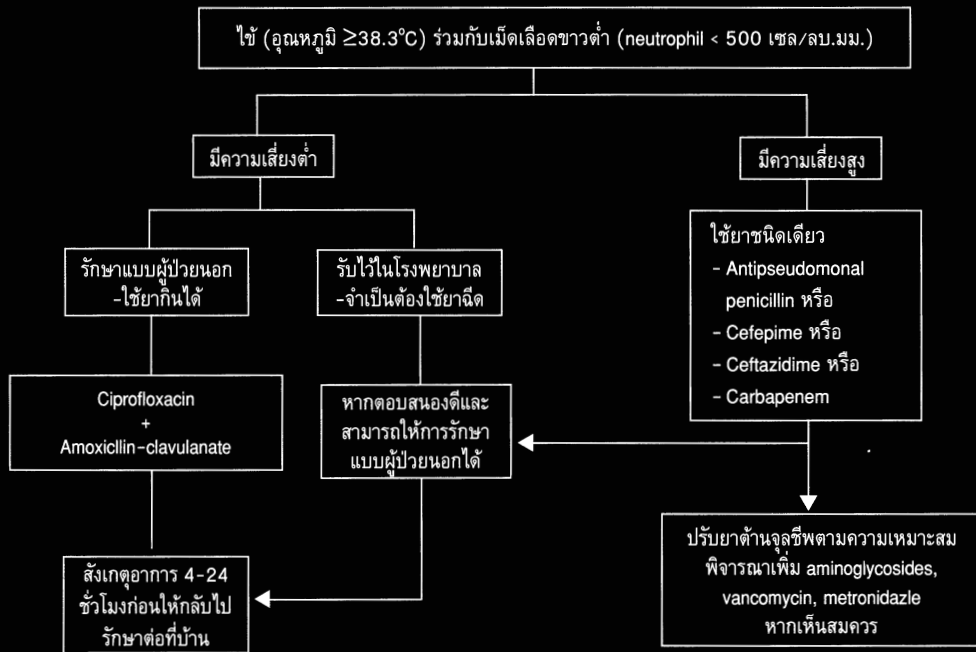 ไข้ (อุณหภูมิ ≥38.3°C) ร่วมกับเม็ดเลือดขาวต่ำ (neutrophil < 500 เซล/ลบ.มม.)
มีความเสี่ยงต่ำ
มีความเสี่ยงสูง
รักษาแบบผู้ป่วยนอก
-ใช้ยากินได้
รับไว้ในโรงพยาบาล
-จำเป็นต้องใช้ยาฉีด
ใช้ยาชนิดเดียว
- Antipseudomonal
penicillin หรือ
- Cefepime หรือ
- Ceftazidime หรือ
- Carbapenem
Ciprofloxacin
+
Amoxicllin-clavulanate
หากตอบสนองดีและ
สามารถให้การรักษา
แบบผู้ป่วยนอกได้
สังเกตุอาการ 4-24
ชั่วโมงก่อนให้กลับไป
รักษาต่อที่บ้าน
ปรับยาต้านจุลชีพตามความเหมาะสม
พิจารณาเพิ่ม aminoglycosides,
vancomycin, metronidazle
หากเห็นสมควร